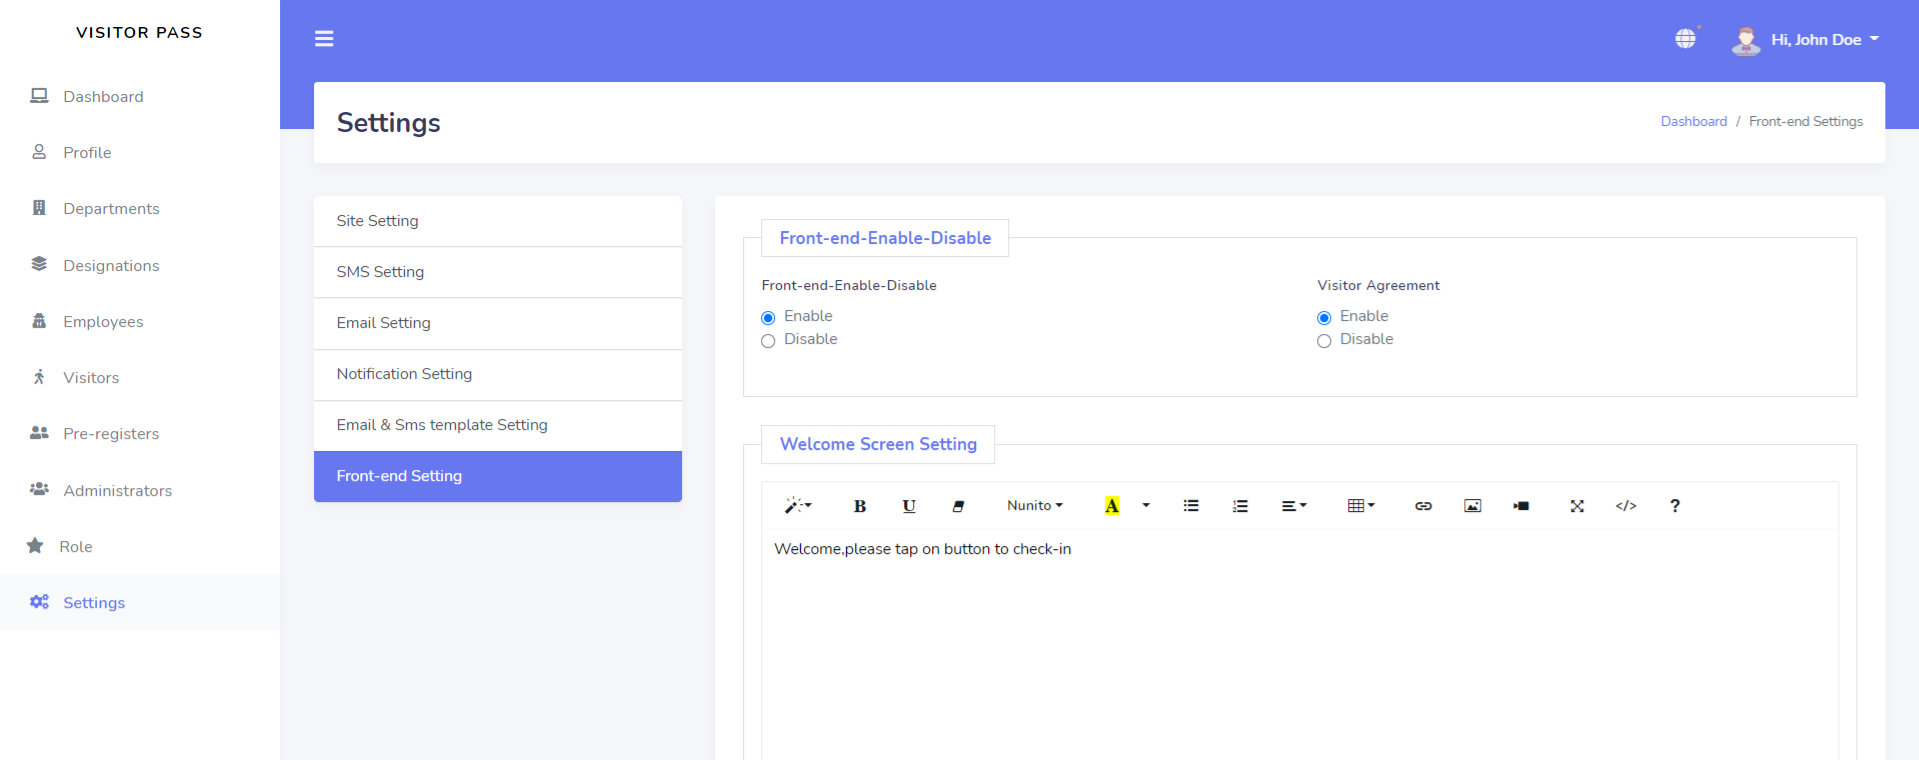 VISITOR PASS
Dashboard
Profile
Departments
Designations
Employees
Visitors
Pre-registers
Administrators
Role
Settings
Hi, John Doe
Settings
Dashboard / Front-end Settings
Site Setting
SMS Setting
Email Setting
Notification Setting
Email & Sms template Setting
Front-end Setting
Front-end-Enable-Disable
Front-end-Enable-Disable
Enable
Disable
Visitor Agreement
Enable
Disable
Welcome Screen Setting
B U Nunito A </> ?
Welcome,please tap on button to check-in